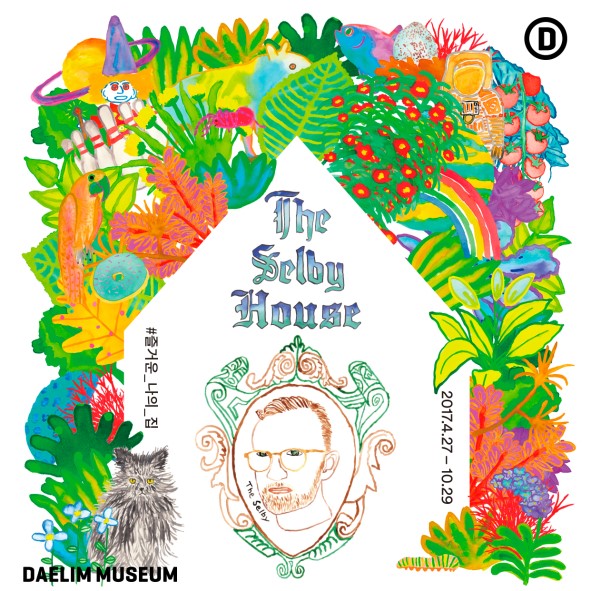 D
The
Selby
House
#즐거운_나의_집
2017.4.27 – 10.29
The Selby
DAELIM MUSEUM